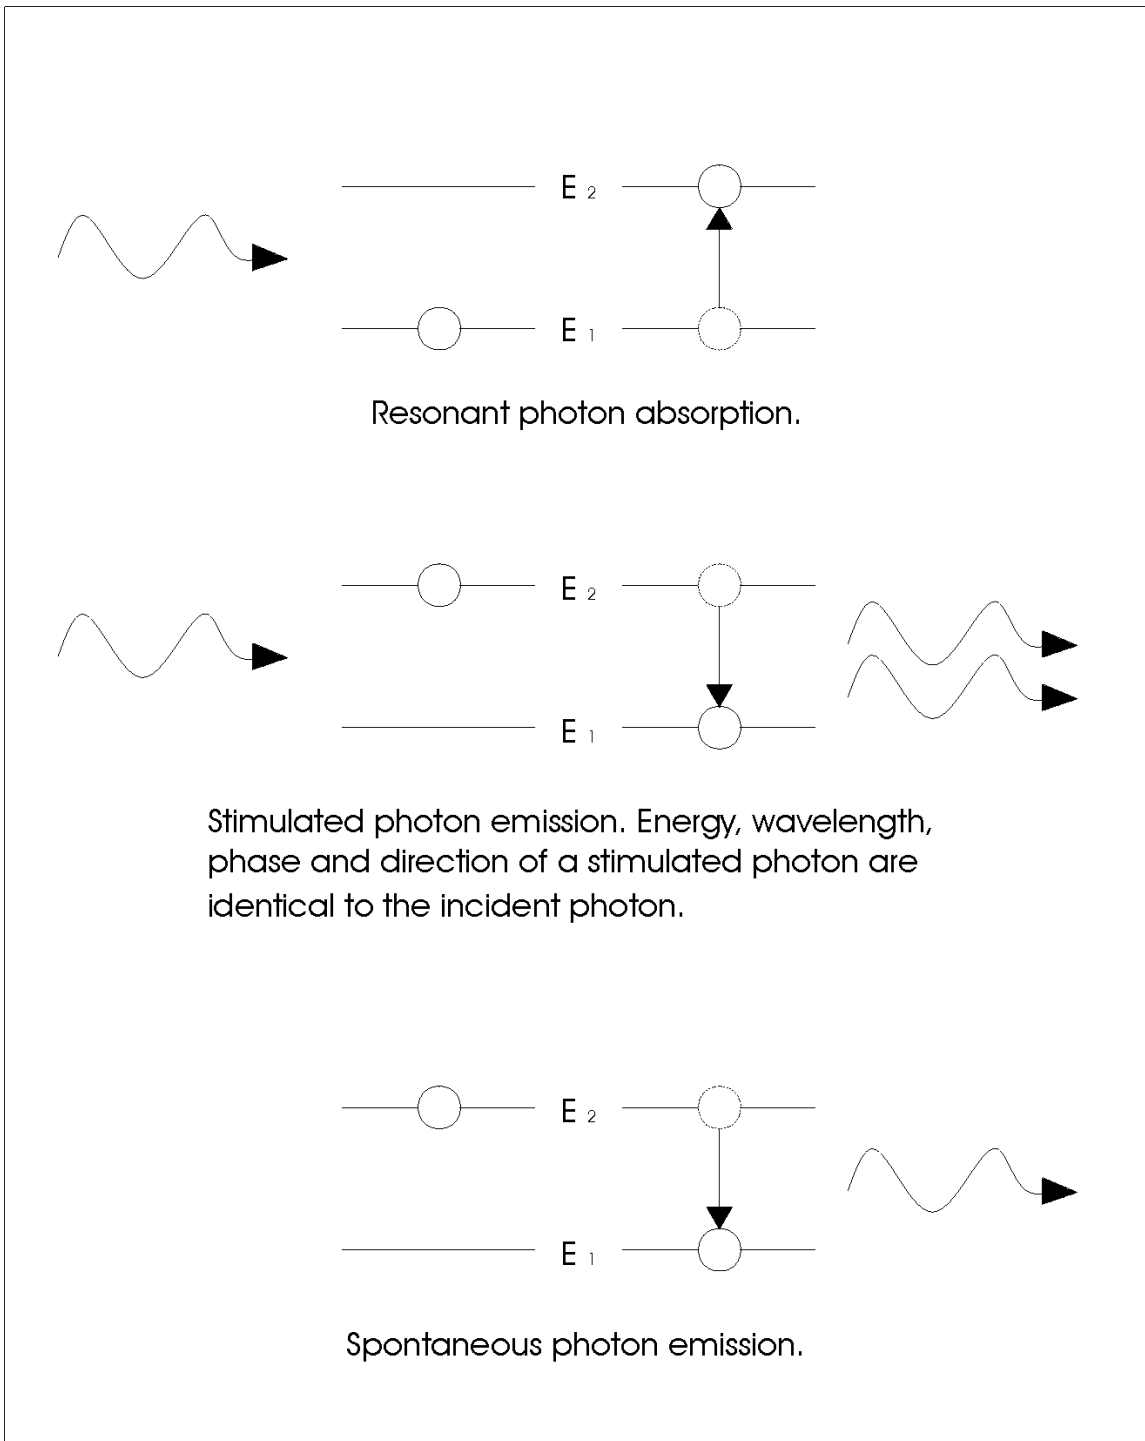 E 2
E 1
Resonant photon absorption.
E 2
E 1
Stimulated photon emission. Energy, wavelength,
phase and direction of a stimulated photon are
identical to the incident photon.
E 2
E 1
Spontaneous photon emission.